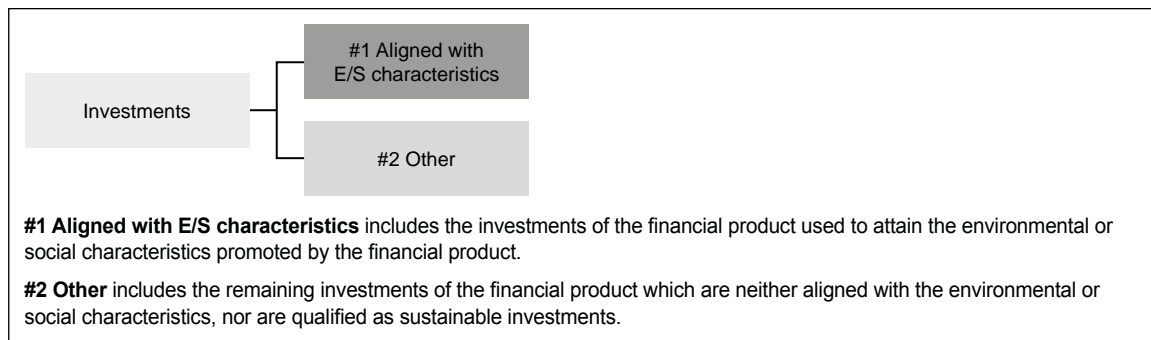 #1 Aligned with
E/S characteristics
Investments
#2 Other
#1 Aligned with E/S characteristics includes the investments of the financial product used to attain the environmental or
social characteristics promoted by the financial product.
#2 Other includes the remaining investments of the financial product which are neither aligned with the environmental or
social characteristics, nor are qualified as sustainable investments.